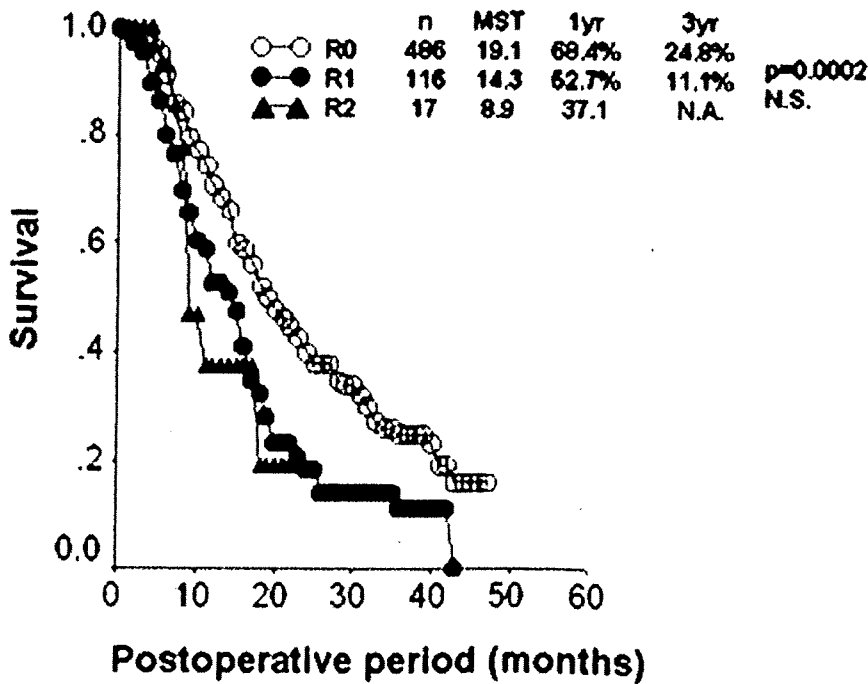 n MST 1yr 3yr
R0 486 19.1 68.4% 24.8%
R1 116 14.3 52.7% 11.1%
R2 17 8.9 37.1 N.A.
p=0.0002
N.S.
1.0
.8
.6
.4
.2
0.0
Survival
0 10 20 30 40 50 60
Postoperative period (months)